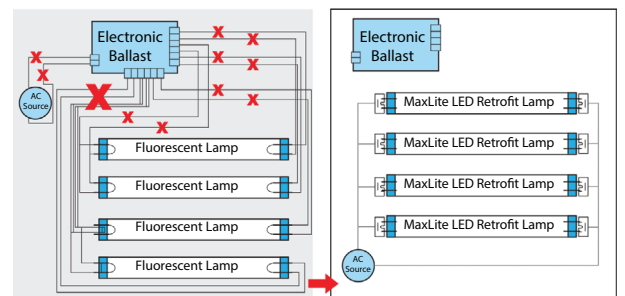 Electronic
Ballast
AC
Source
Fluorescent Lamp
Fluorescent Lamp
Fluorescent Lamp
Fluorescent Lamp
Electronic
Ballast
MaxLite LED Retrofit Lamp
MaxLite LED Retrofit Lamp
MaxLite LED Retrofit Lamp
MaxLite LED Retrofit Lamp
AC
Source